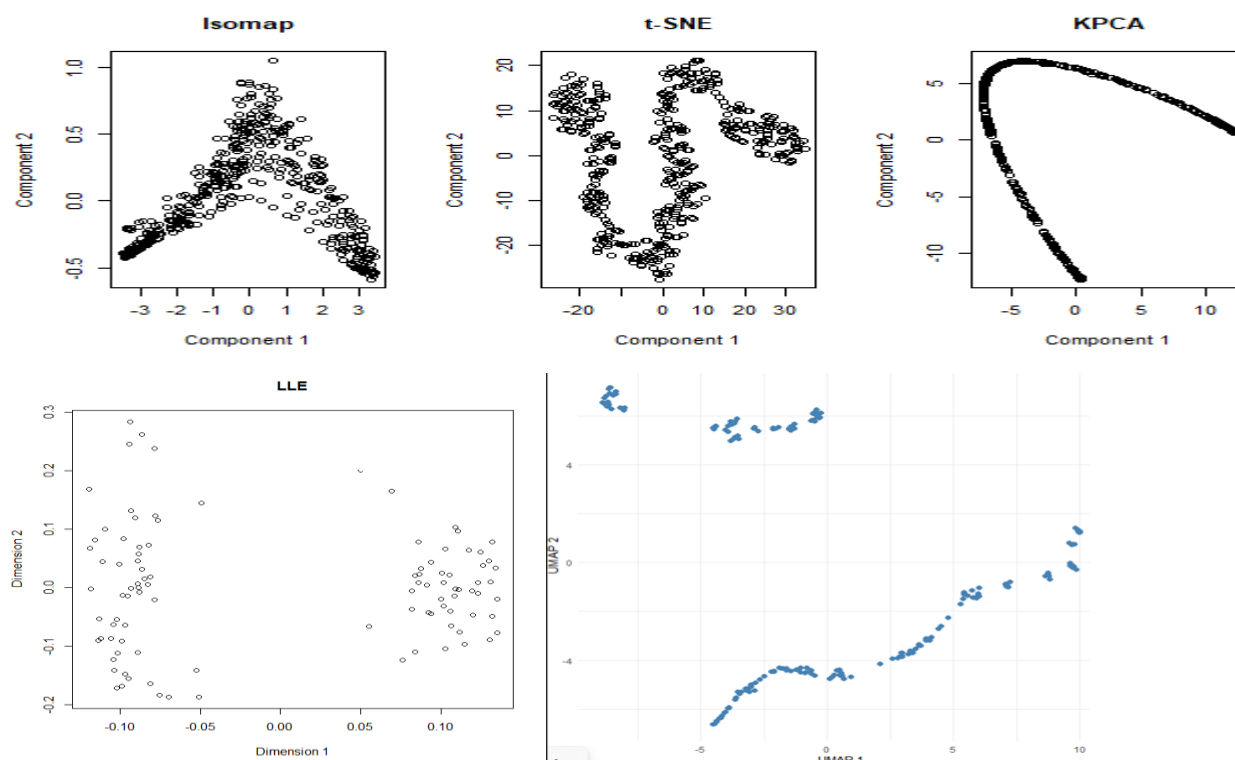 Isomap
Component 2
1.0
0.5
0.0
-0.5
-3 -2 -1 0 1 2 3
Component 1
t-SNE
Component 2
20
10
0
-10
-20
-20 0 10 20 30
Component 1
KPCA
Component 2
5
0
-5
-10
-5 0 5 10
Component 1
LLE
Dimension 2
0.3
0.2
0.1
0.0
-0.1
-0.2
-0.10 -0.05 0.00 0.05 0.10
Dimension 1
UMAP 2
4
0
-4
-5 0 5 10
UMAP 1